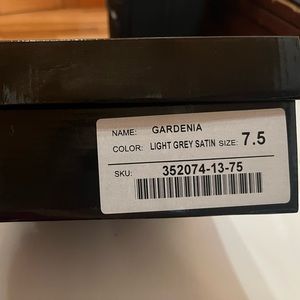 NAME: GARDENIA
COLOR: LIGHT GREY SATIN SIZE: 7.5
SKU: 352074-13-75